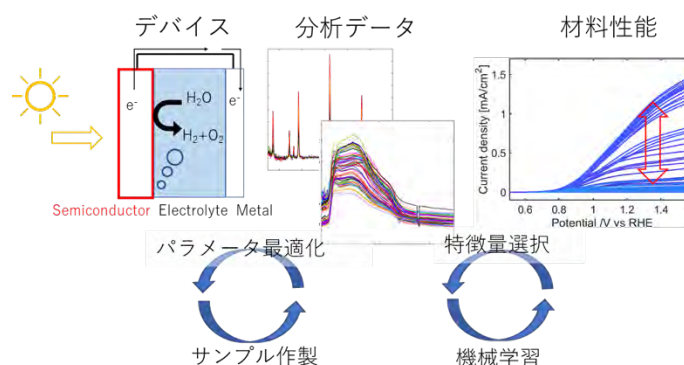 デバイス
分析データ
材料性能
e-
e-
H2O
H2+O2
Semiconductor Electrolyte Metal
Current density [mA/cm²]
1.5
1
0.5
0
0.6 0.8 1 1.2 1.4
Potential /V vs RHE
パラメータ最適化
特徴量選択
サンプル作製
機械学習